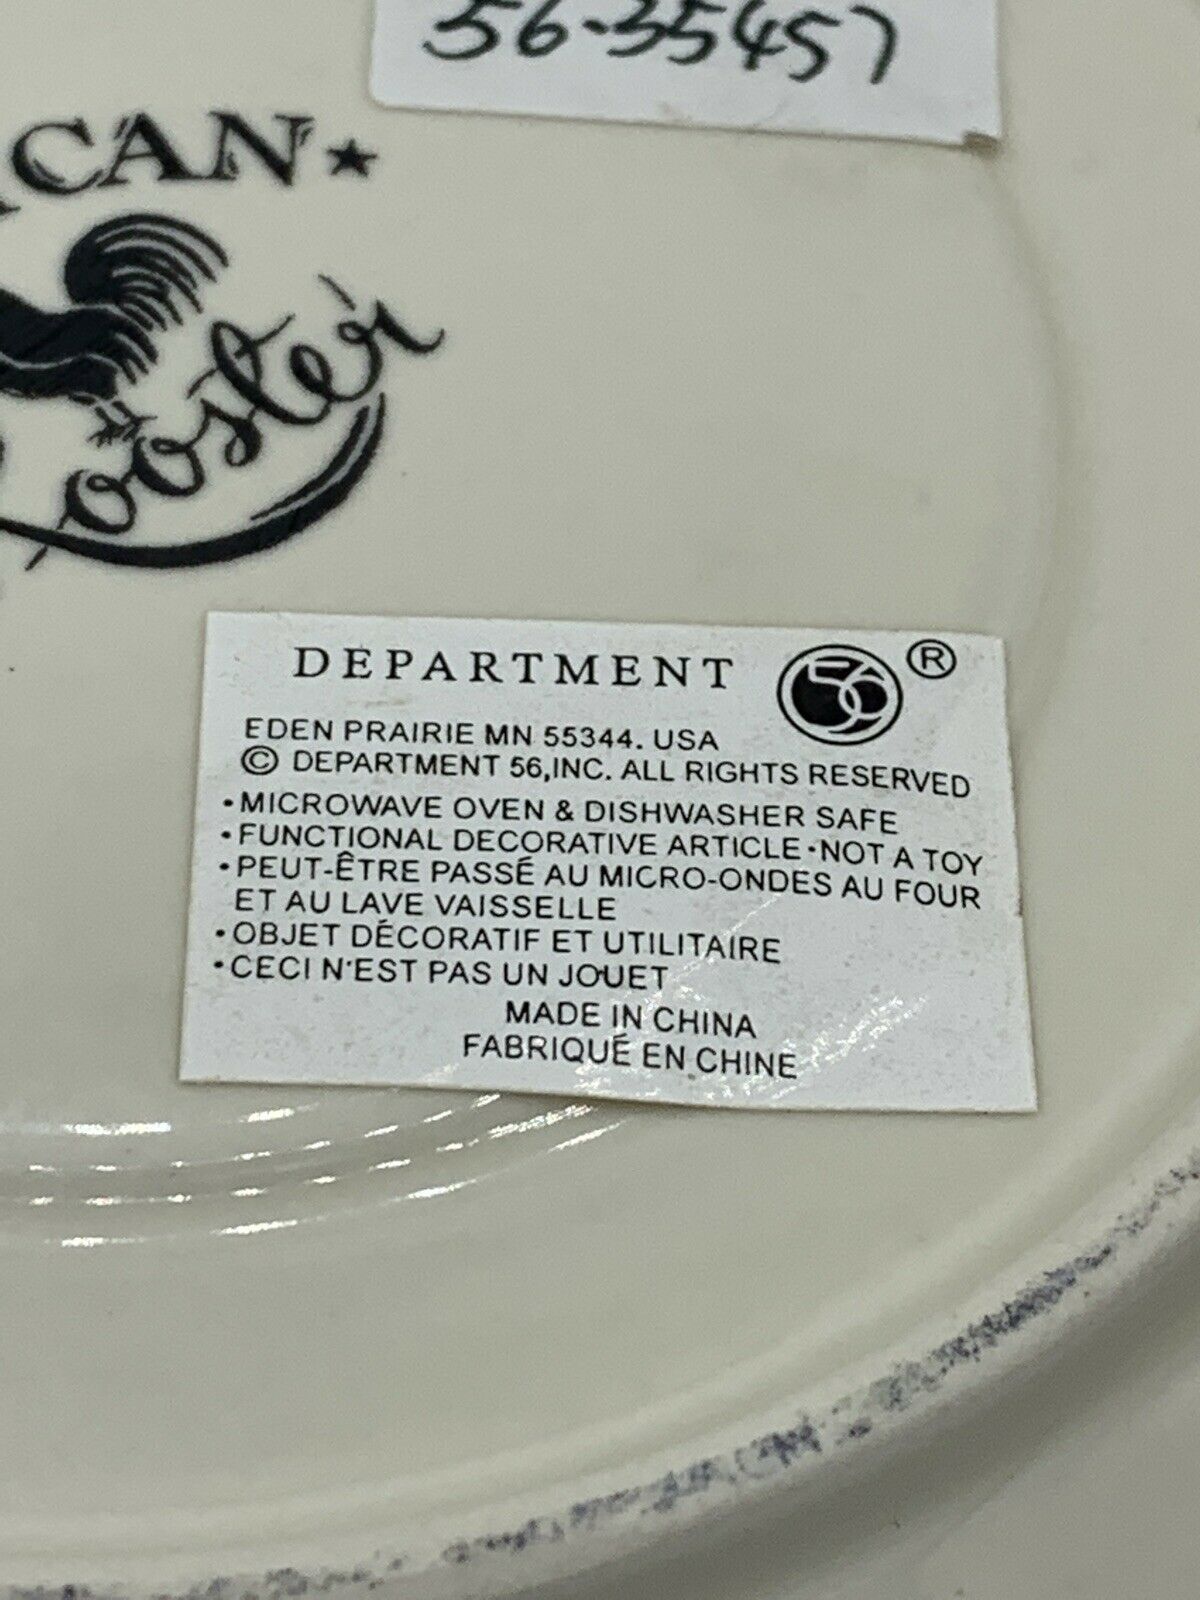 56-35457
CAN★
Rooster
DEPARTMENT 56®
EDEN PRAIRIE MN 55344. USA
© DEPARTMENT 56,INC. ALL RIGHTS RESERVED
•MICROWAVE OVEN & DISHWASHER SAFE
•FUNCTIONAL DECORATIVE ARTICLE •NOT A TOY
•PEUT-ÊTRE PASSÉ AU MICRO-ONDES AU FOUR
ET AU LAVE VAISSELLE
•OBJET DÉCORATIF ET UTILITAIRE
•CECI N'EST PAS UN JOUET
MADE IN CHINA
FABRIQUÉ EN CHINE